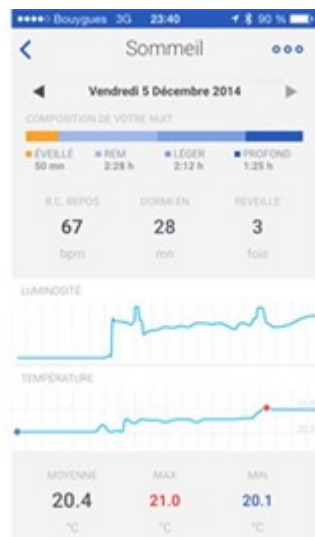 Bouygues 3G 23:40 90 %
Sommeil
Vendredi 5 Décembre 2014
COMPOSITION DE VOTRE NUIT
ÉVEILLÉ REM LÉGER PROFOND
50 mn 2:28 h 2:12 h 1:25 h
R.C. REPOS DORMI EN REVEILLÉ
67 28 3
bpm mn fois
LUMINOSITÉ
TEMPÉRATURE
MOYENNE MAX MIN
20.4 21.0 20.1
°C °C °C